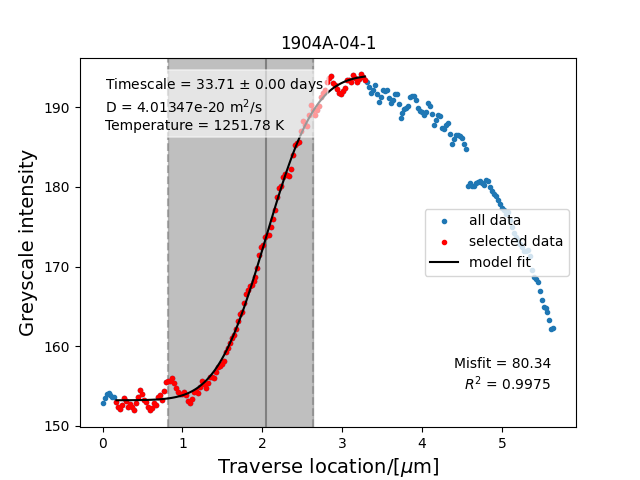 1904A-04-1
Timescale = 33.71 ± 0.00 days
D = 4.01347e-20 m²/s
Temperature = 1251.78 K
Greyscale intensity
190
180
170
160
150
all data
selected data
model fit
Misfit = 80.34
R² = 0.9975
0 1 2 3 4 5
Traverse location/[μm]